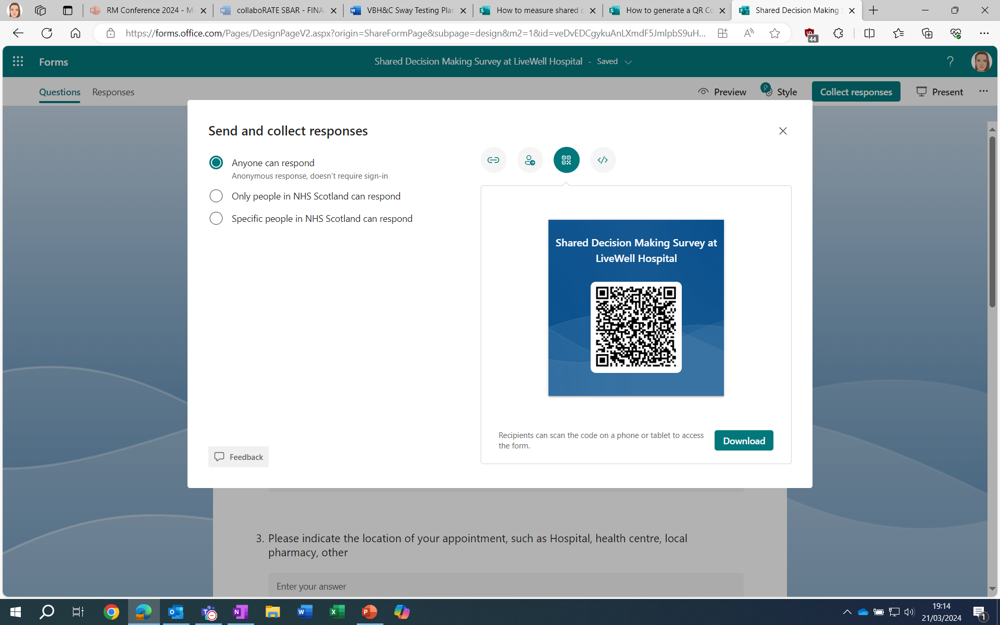 RM Conference 2024 - M
collaboRATE SBAR - FINA
VBH&C Sway Testing Plan
How to measure shared d
How to generate a QR Co
Shared Decision Making S
https://forms.office.com/Pages/DesignPageV2.aspx?origin=ShareFormPage&subpage=design&m2=1&id=veDvEDCgykuAnLXmdF5JmlpbS9uH...
44
Forms
Shared Decision Making Survey at LiveWell Hospital - Saved
Questions
Responses
Preview
Style
Collect responses
Present
Send and collect responses
Anyone can respond
Anonymous response, doesn't require sign-in
Only people in NHS Scotland can respond
Specific people in NHS Scotland can respond
Shared Decision Making Survey at
LiveWell Hospital
Recipients can scan the code on a phone or tablet to access
the form.
Download
Feedback
3. Please indicate the location of your appointment, such as Hospital, health centre, local
pharmacy, other
Enter your answer
19:14
21/03/2024
1